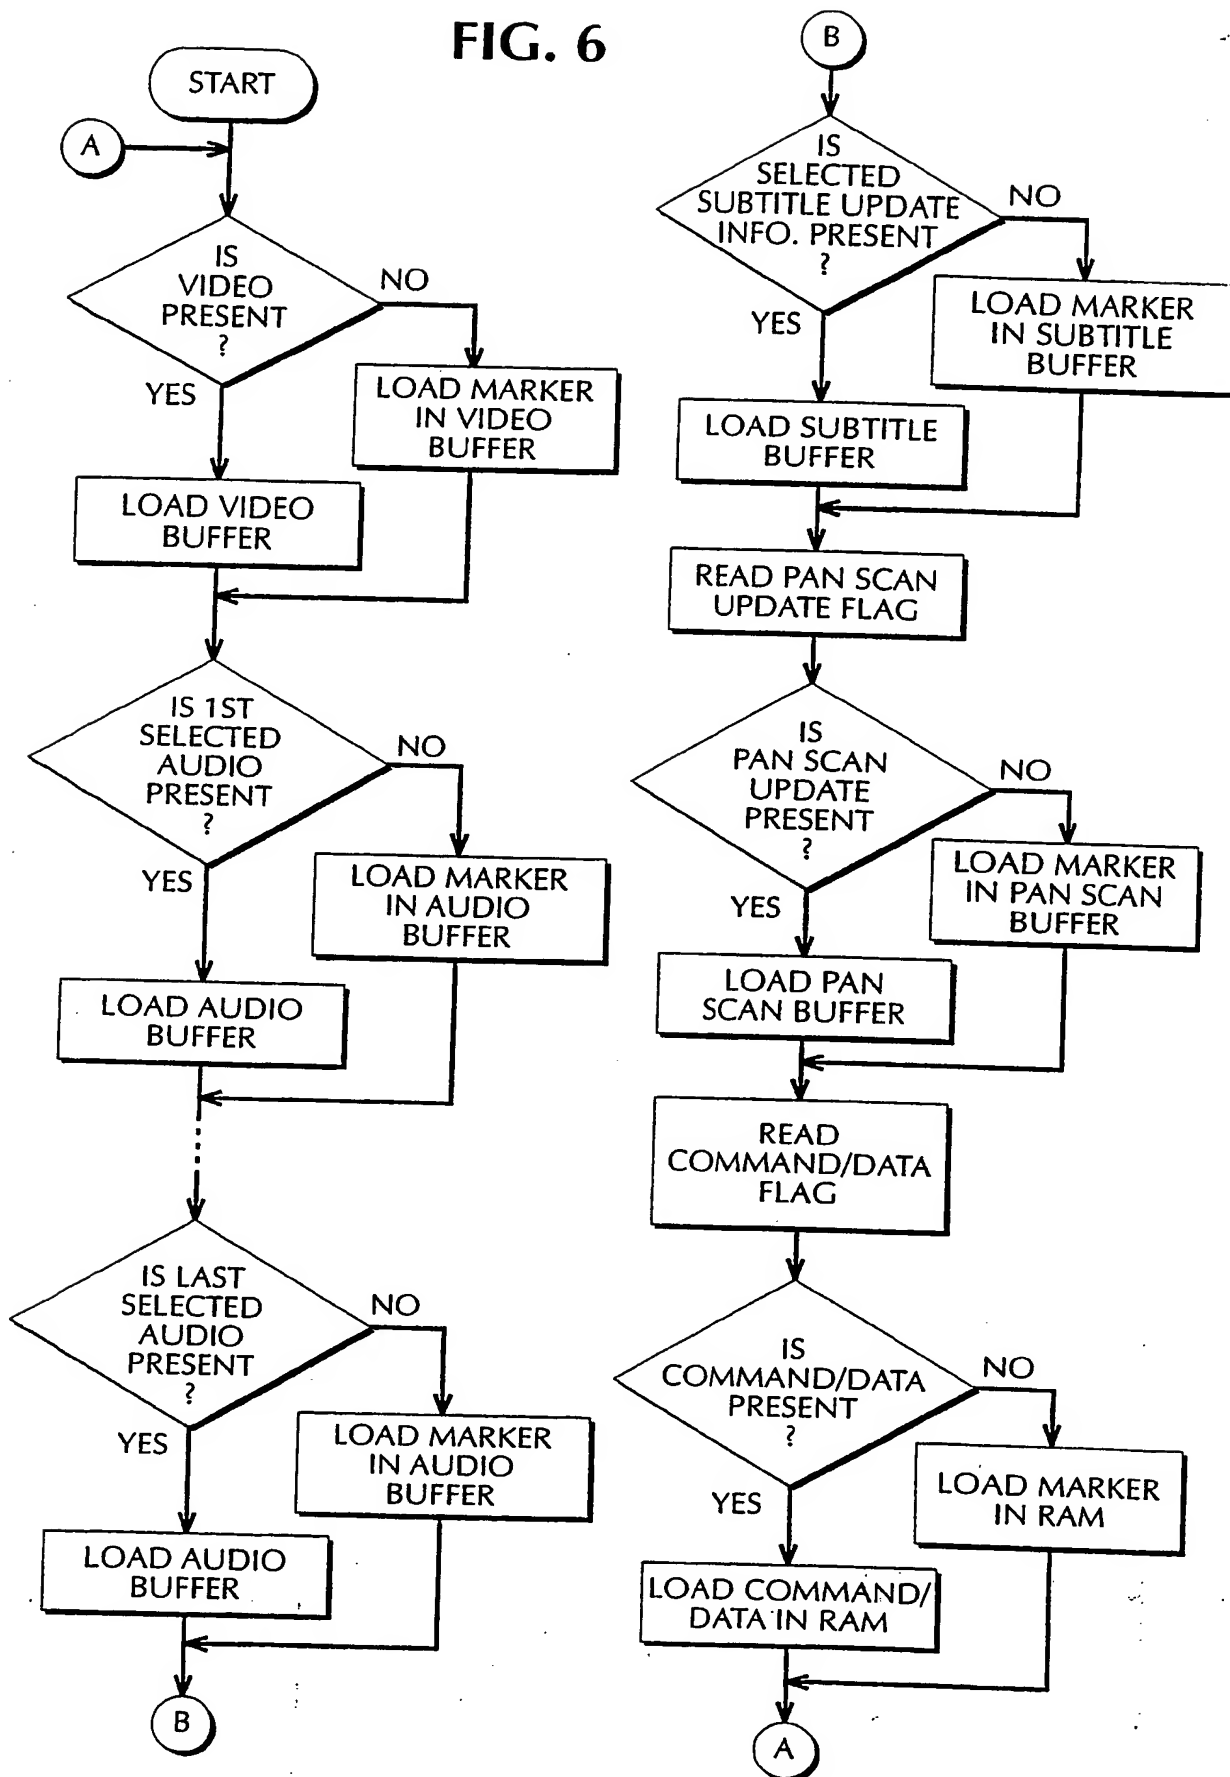 FIG. 6
START
A
IS
VIDEO
PRESENT
?
NO
YES
LOAD MARKER
IN VIDEO
BUFFER
LOAD VIDEO
BUFFER
IS 1ST
SELECTED
AUDIO
PRESENT
?
NO
YES
LOAD MARKER
IN AUDIO
BUFFER
LOAD AUDIO
BUFFER
IS LAST
SELECTED
AUDIO
PRESENT
?
NO
YES
LOAD MARKER
IN AUDIO
BUFFER
LOAD AUDIO
BUFFER
B
B
IS
SELECTED
SUBTITLE UPDATE
INFO. PRESENT
?
NO
YES
LOAD MARKER
IN SUBTITLE
BUFFER
LOAD SUBTITLE
BUFFER
READ PAN SCAN
UPDATE FLAG
IS
PAN SCAN
UPDATE
PRESENT
?
NO
YES
LOAD MARKER
IN PAN SCAN
BUFFER
LOAD PAN
SCAN BUFFER
READ
COMMAND/DATA
FLAG
IS
COMMAND/DATA
PRESENT
?
NO
YES
LOAD MARKER
IN RAM
LOAD COMMAND/
DATA IN RAM
A